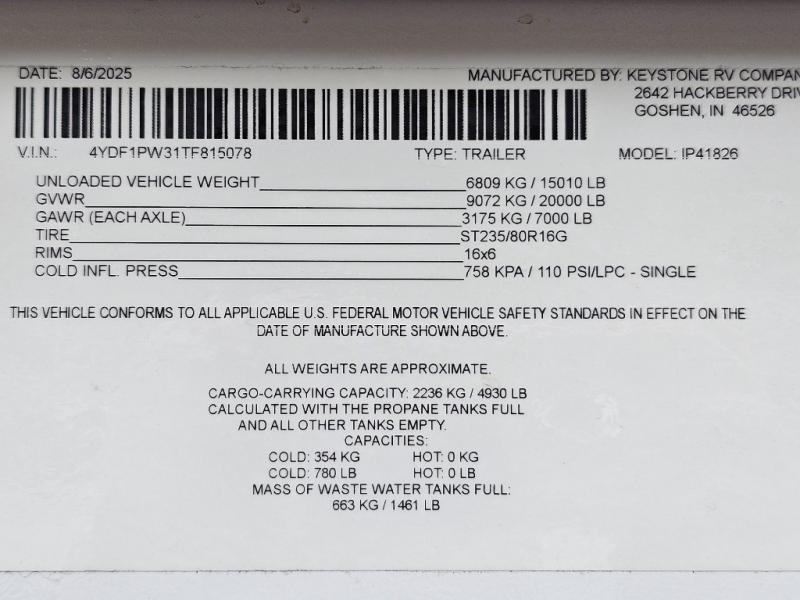 DATE: 8/6/2025
MANUFACTURED BY: KEYSTONE RV COMPAN
2642 HACKBERRY DRIV
GOSHEN, IN 46526
V.I.N.: 4YDF1PW31TF815078 TYPE: TRAILER MODEL: IP41826
UNLOADED VEHICLE WEIGHT 6809 KG / 15010 LB
GVWR 9072 KG / 20000 LB
GAWR (EACH AXLE) 3175 KG / 7000 LB
TIRE ST235/80R16G
RIMS 16x6
COLD INFL. PRESS 758 KPA / 110 PSI/LPC - SINGLE
THIS VEHICLE CONFORMS TO ALL APPLICABLE U.S. FEDERAL MOTOR VEHICLE SAFETY STANDARDS IN EFFECT ON THE
DATE OF MANUFACTURE SHOWN ABOVE.
ALL WEIGHTS ARE APPROXIMATE.
CARGO-CARRYING CAPACITY: 2236 KG / 4930 LB
CALCULATED WITH THE PROPANE TANKS FULL
AND ALL OTHER TANKS EMPTY.
CAPACITIES:
COLD: 354 KG HOT: 0 KG
COLD: 780 LB HOT: 0 LB
MASS OF WASTE WATER TANKS FULL:
663 KG / 1461 LB